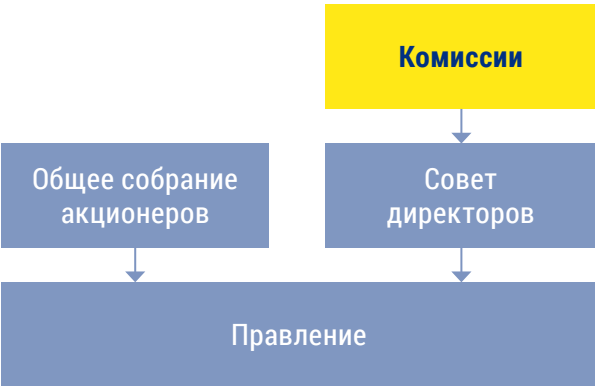 Комиссии
Общее собрание
акционеров
Совет
директоров
Правление